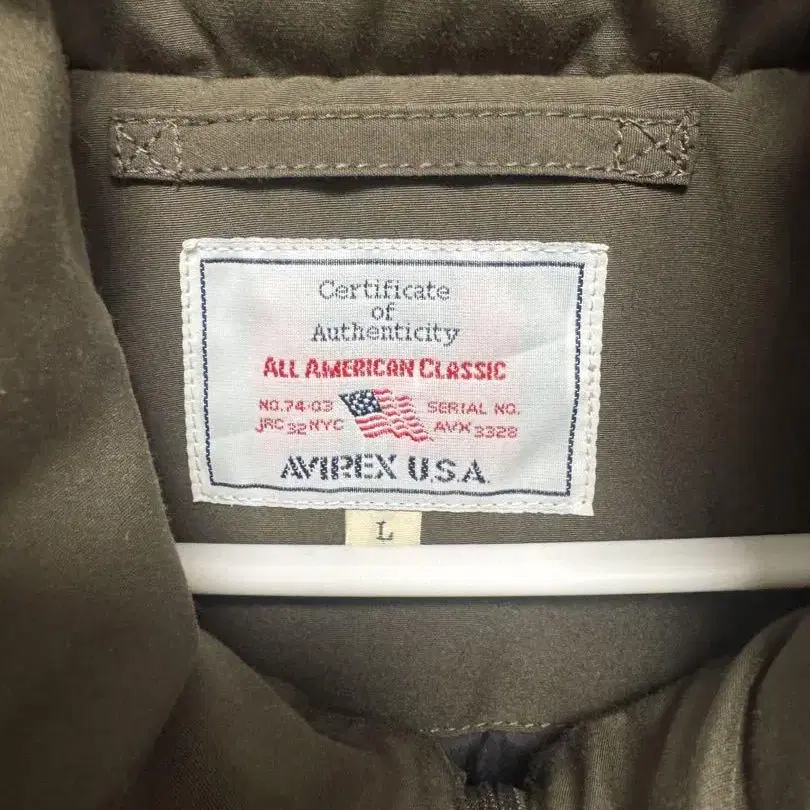 Certificate
of
Authenticity
ALL AMERICAN CLASSIC
NO.74-03 SERIAL NO.
JRC 32 NYC AVX 3328
AVIREX U.S.A.
L